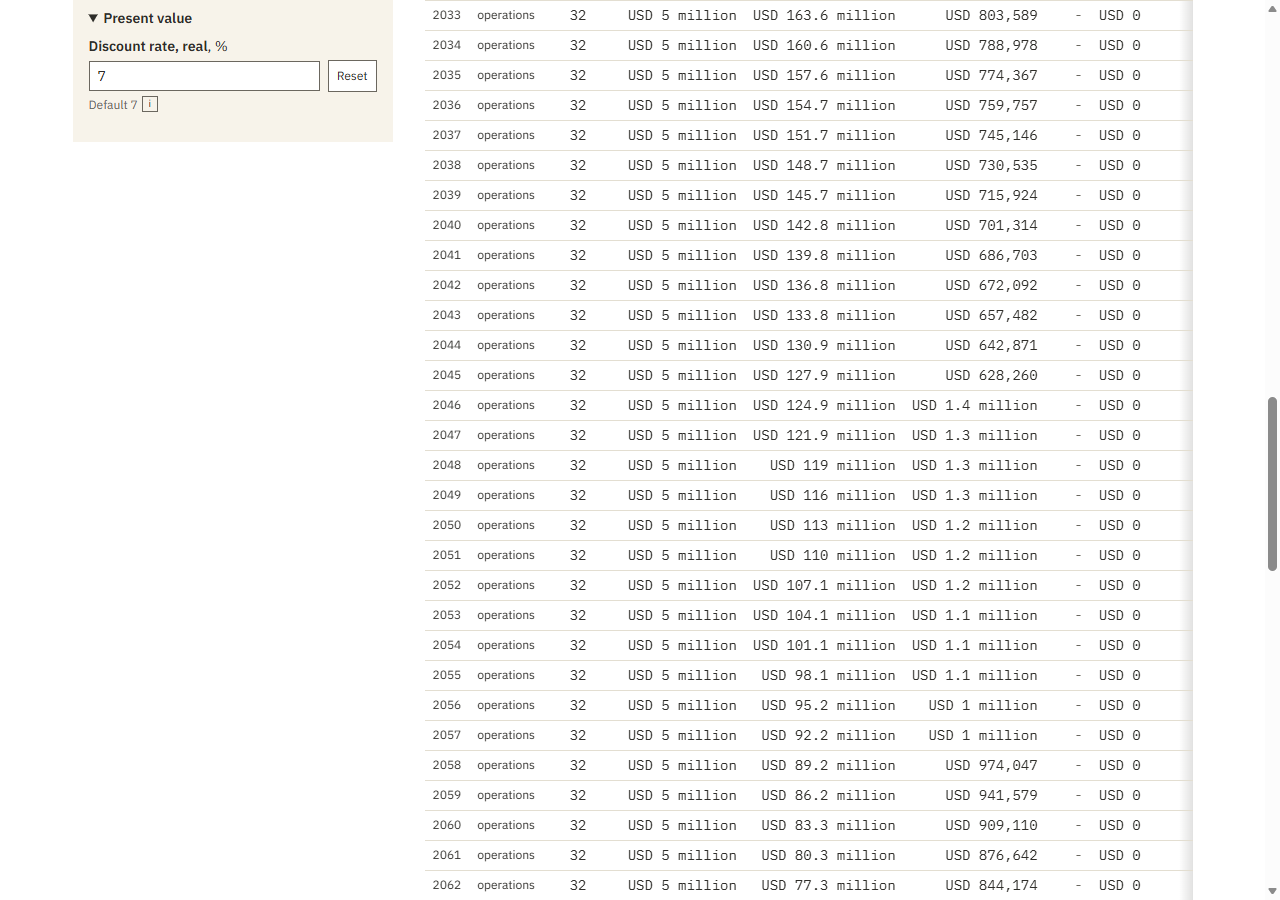 ▼ Present value
Discount rate, real, %
7
Reset
Default 7 i
2033 operations 32 USD 5 million USD 163.6 million USD 803,589 - USD 0
2034 operations 32 USD 5 million USD 160.6 million USD 788,978 - USD 0
2035 operations 32 USD 5 million USD 157.6 million USD 774,367 - USD 0
2036 operations 32 USD 5 million USD 154.7 million USD 759,757 - USD 0
2037 operations 32 USD 5 million USD 151.7 million USD 745,146 - USD 0
2038 operations 32 USD 5 million USD 148.7 million USD 730,535 - USD 0
2039 operations 32 USD 5 million USD 145.7 million USD 715,924 - USD 0
2040 operations 32 USD 5 million USD 142.8 million USD 701,314 - USD 0
2041 operations 32 USD 5 million USD 139.8 million USD 686,703 - USD 0
2042 operations 32 USD 5 million USD 136.8 million USD 672,092 - USD 0
2043 operations 32 USD 5 million USD 133.8 million USD 657,482 - USD 0
2044 operations 32 USD 5 million USD 130.9 million USD 642,871 - USD 0
2045 operations 32 USD 5 million USD 127.9 million USD 628,260 - USD 0
2046 operations 32 USD 5 million USD 124.9 million USD 1.4 million - USD 0
2047 operations 32 USD 5 million USD 121.9 million USD 1.3 million - USD 0
2048 operations 32 USD 5 million USD 119 million USD 1.3 million - USD 0
2049 operations 32 USD 5 million USD 116 million USD 1.3 million - USD 0
2050 operations 32 USD 5 million USD 113 million USD 1.2 million - USD 0
2051 operations 32 USD 5 million USD 110 million USD 1.2 million - USD 0
2052 operations 32 USD 5 million USD 107.1 million USD 1.2 million - USD 0
2053 operations 32 USD 5 million USD 104.1 million USD 1.1 million - USD 0
2054 operations 32 USD 5 million USD 101.1 million USD 1.1 million - USD 0
2055 operations 32 USD 5 million USD 98.1 million USD 1.1 million - USD 0
2056 operations 32 USD 5 million USD 95.2 million USD 1 million - USD 0
2057 operations 32 USD 5 million USD 92.2 million USD 1 million - USD 0
2058 operations 32 USD 5 million USD 89.2 million USD 974,047 - USD 0
2059 operations 32 USD 5 million USD 86.2 million USD 941,579 - USD 0
2060 operations 32 USD 5 million USD 83.3 million USD 909,110 - USD 0
2061 operations 32 USD 5 million USD 80.3 million USD 876,642 - USD 0
2062 operations 32 USD 5 million USD 77.3 million USD 844,174 - USD 0